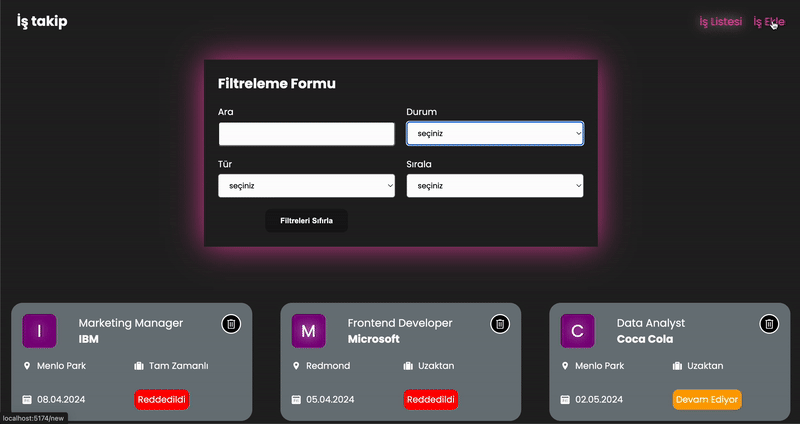 İş takip
İş Listesi İş Ekle
Filtreleme Formu
Ara Durum
seçiniz
Tür Sırala
seçiniz seçiniz
Filtreleri Sıfırla
I Marketing Manager
IBM
Menlo Park Tam Zamanlı
08.04.2024 Reddedildi
M Frontend Developer
Microsoft
Redmond Uzaktan
05.04.2024 Reddedildi
C Data Analyst
Coca Cola
Menlo Park Uzaktan
02.05.2024 Devam Ediyor
localhost:5174/new